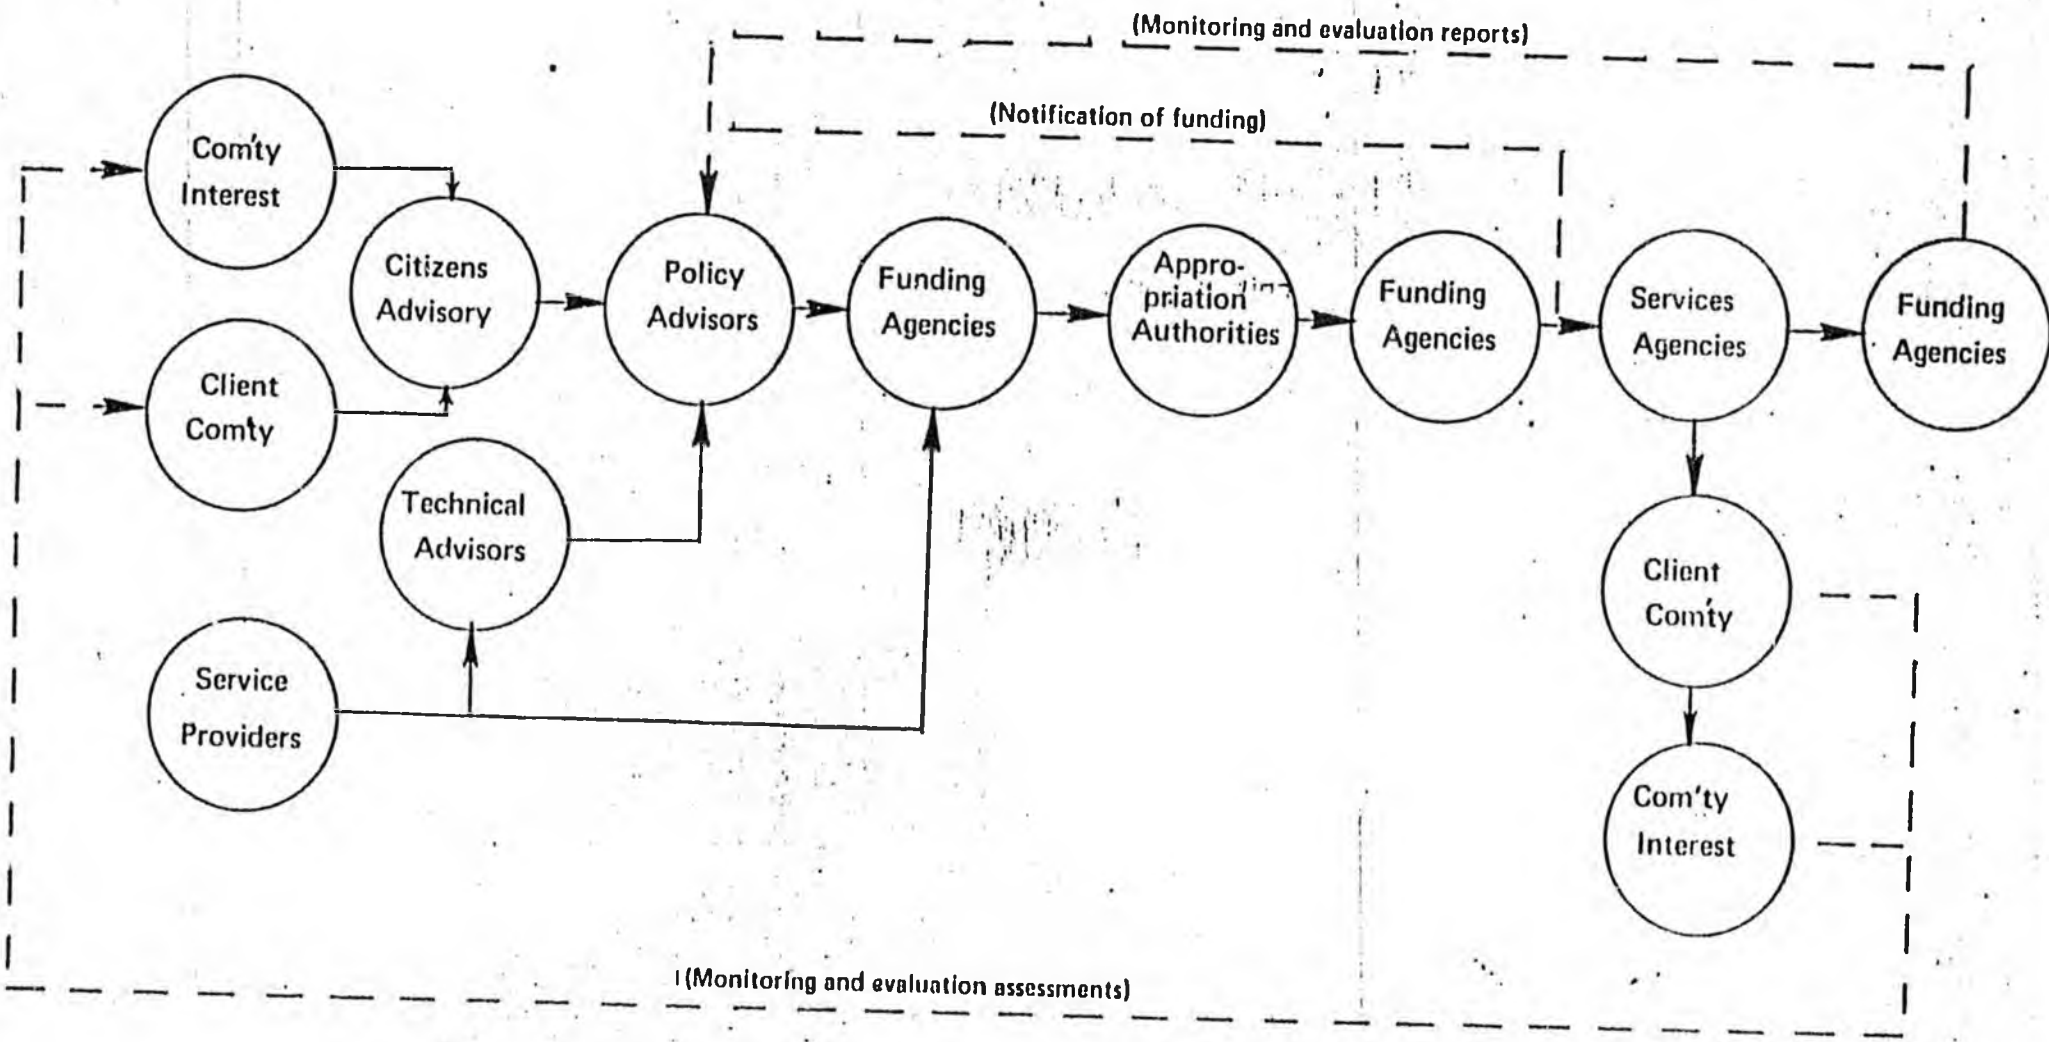 (Monitoring and evaluation reports)
(Notification of funding)
Com'ty
Interest
Citizens
Advisory
Policy
Advisors
Funding
Agencies
Appro-
priation
Authorities
Funding
Agencies
Services
Agencies
Funding
Agencies
Client
Com'ty
Technical
Advisors
Service
Providers
Client
Com'ty
Com'ty
Interest
(Monitoring and evaluation assessments)